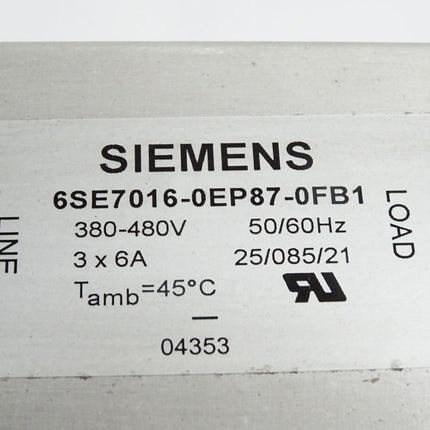 SIEMENS
6SE7016-0EP87-0FB1
380-480V 50/60Hz
3 x 6A 25/085/21
Tamb=45°C
04353
LINE
LOAD